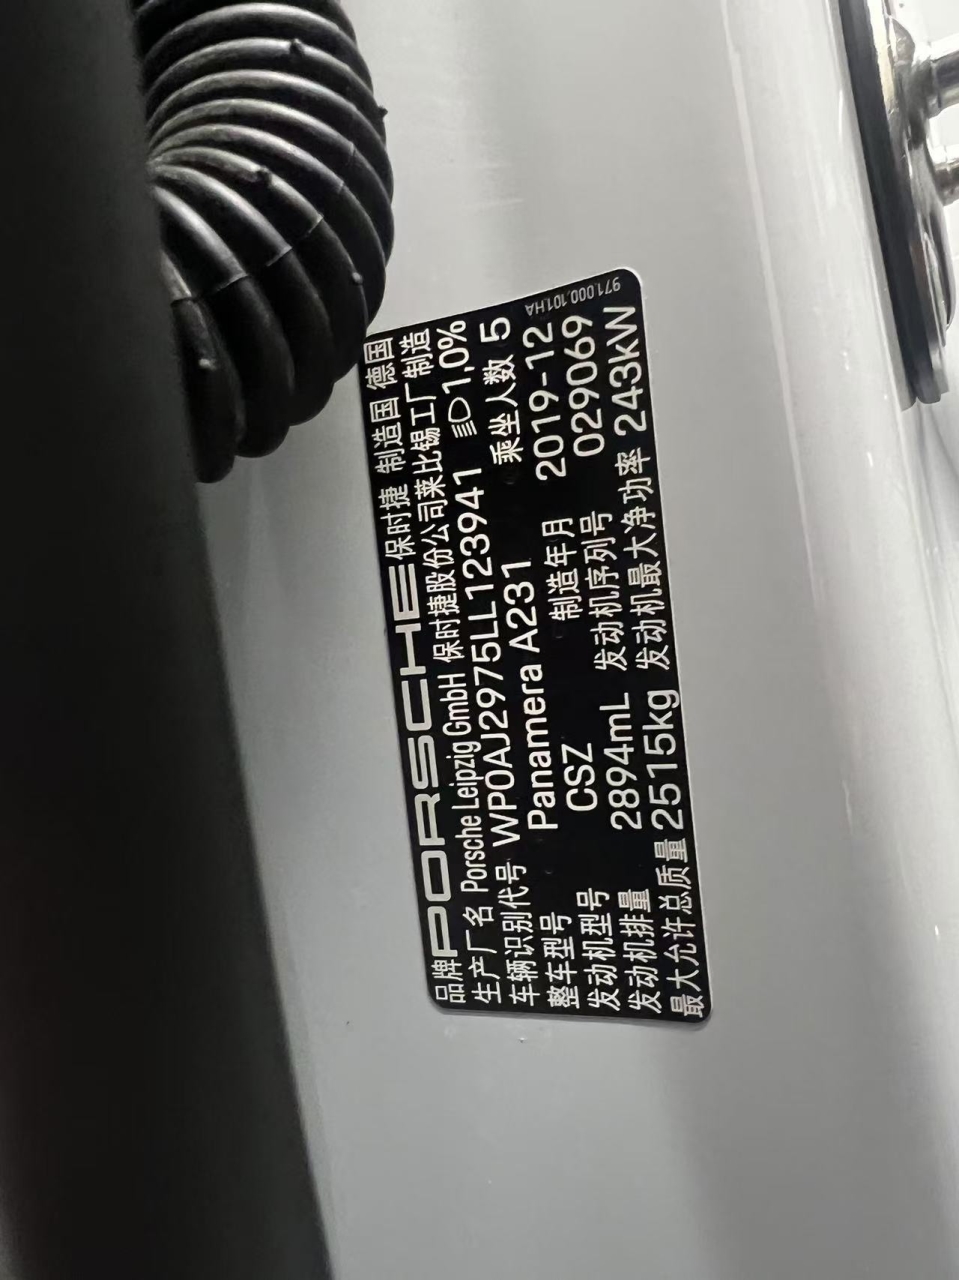 971.000.101.HA
品牌 PORSCHE 保时捷 制造国 德国
生产厂名 Porsche Leipzig GmbH 保时捷股份公司莱比锡工厂制造
车辆识别代号 WP0AJ2975LL123941 1,0%
整车型号 Panamera A231 乘坐人数 5
发动机型号 CSZ 制造年月 2019-12
发动机排量 2894mL 发动机序列号 029069
最大允许总质量 2515kg 发动机最大净功率 243kW